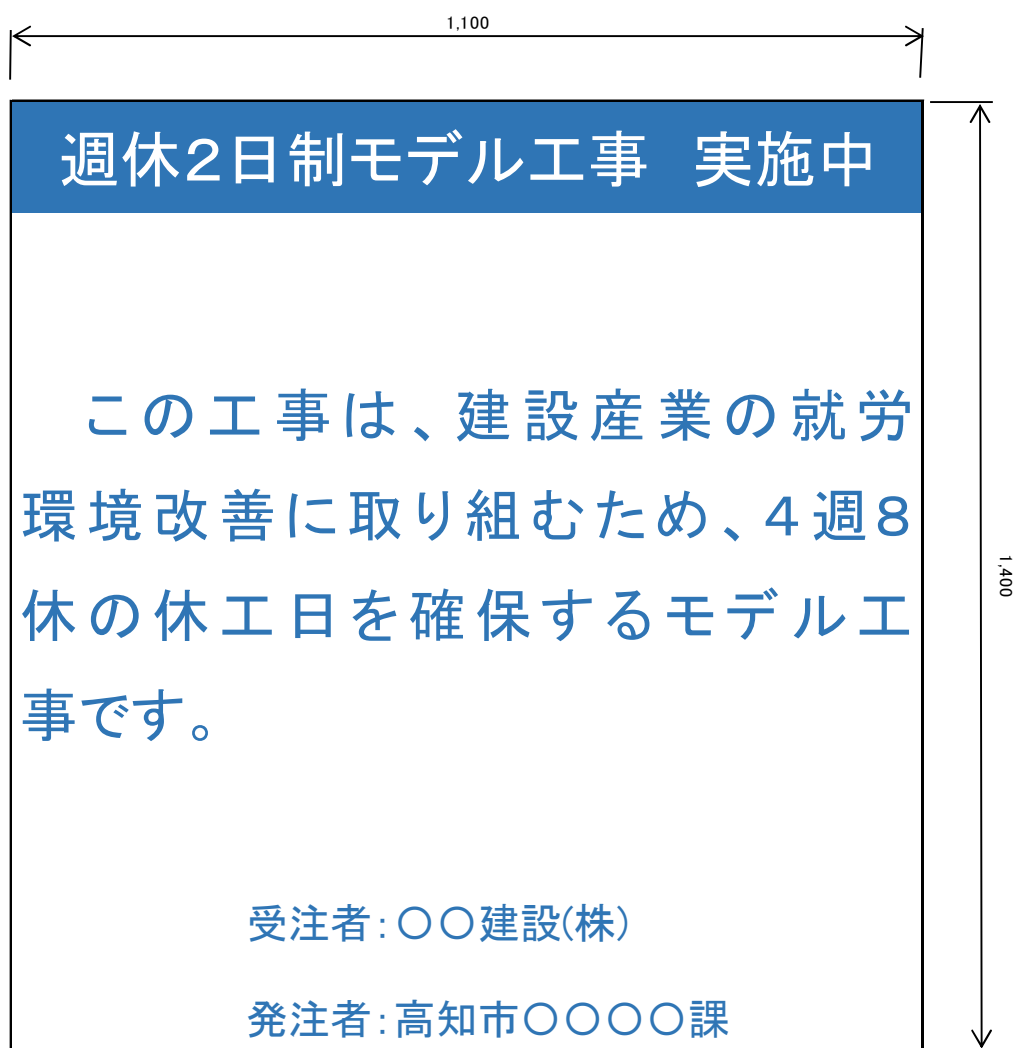 1,100
週休２日制モデル工事　実施中
この工事は、建設産業の就労
環境改善に取り組むため、４週８
休の休工日を確保するモデル工
事です。
1,400
受注者：〇〇建設(株)
発注者：高知市〇〇〇〇課